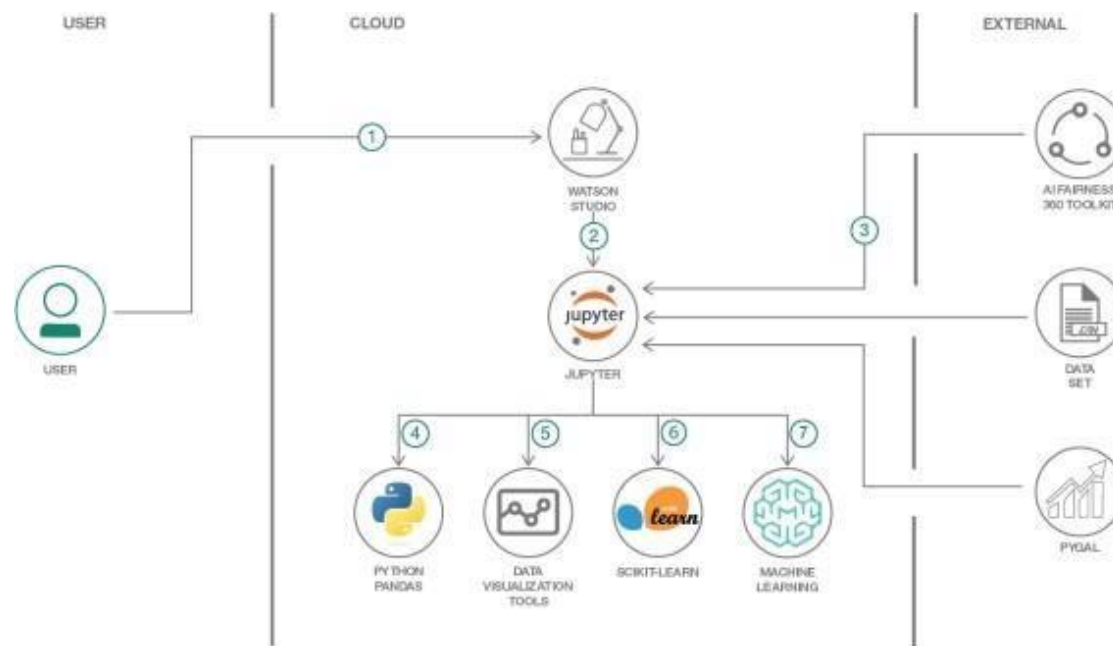 USER
CLOUD
EXTERNAL
1
WATSON
STUDIO
2
3
AI FAIRNESS
360 TOOLKIT
jupyter
JUPYTER
USER
.CSV
DATA
SET
4
5
6
7
learn
PYTHON
PANDAS
DATA
VISUALIZATION
TOOLS
SCIKIT-LEARN
MACHINE
LEARNING
PYGAL